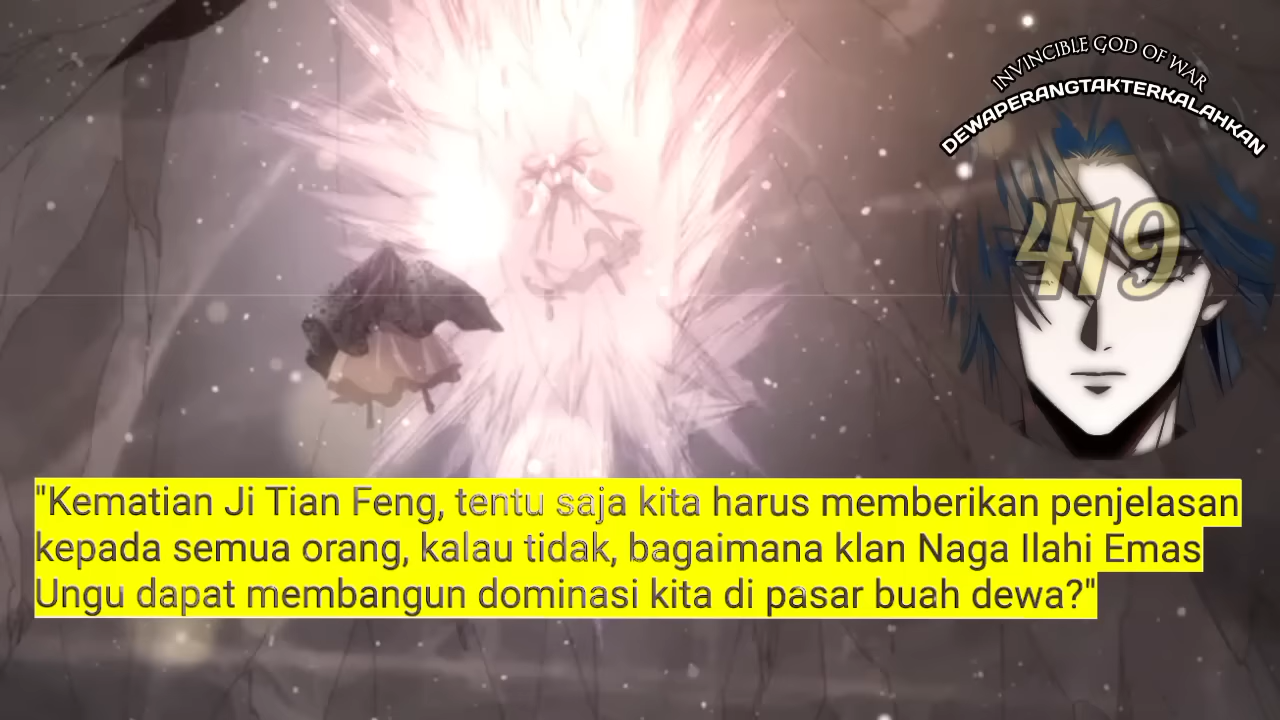 INVINCIBLE GOD OF WAR
DEWAPERANGTAKTERKALAHKAN
419
"Kematian Ji Tian Feng, tentu saja kita harus memberikan penjelasan
kepada semua orang, kalau tidak, bagaimana klan Naga Ilahi Emas
Ungu dapat membangun dominasi kita di pasar buah dewa?"